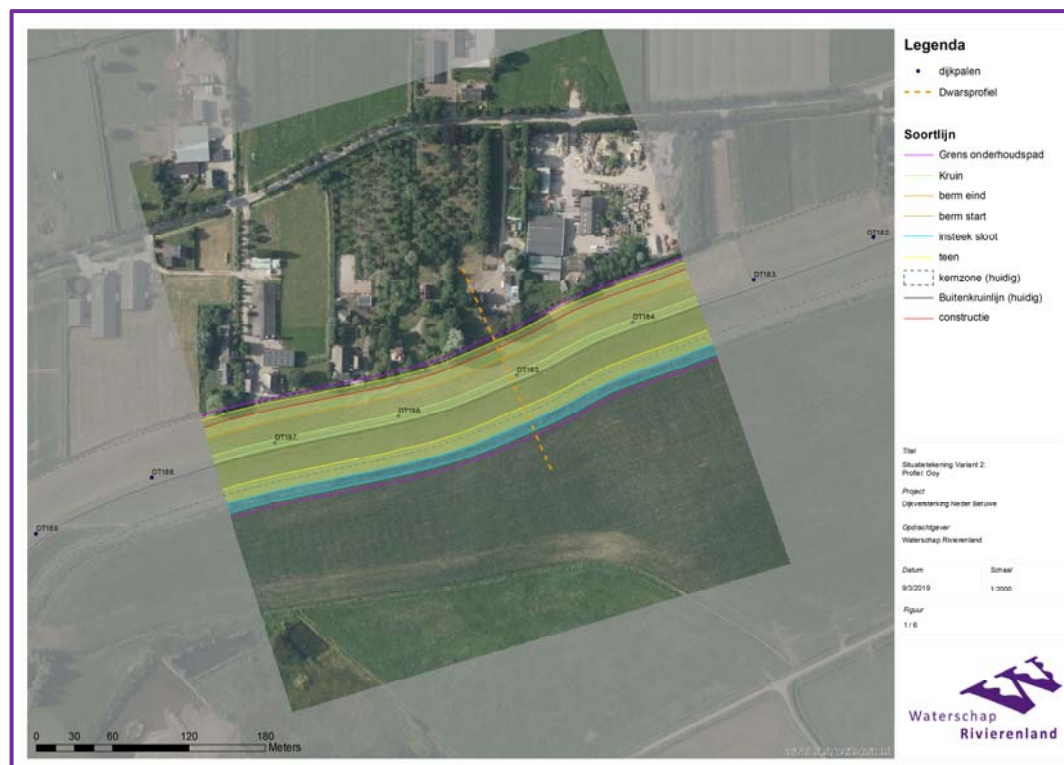 Legenda
dijkpalen
Dwarsprofiel
Soortlijn
Grens onderhoudspad
Kruin
berm eind
berm start
insteek sloot
teen
kernzone (huidig)
Buitenkruinlijn (huidig)
constructie
DT182
DT183
DT184
DT185
DT186
DT187
DT188
DT189
Titel
Situatietekening Variant 2:
Profiel: Ooy
Project
Dijkversterking Neder Betuwe
Opdrachtgever
Waterschap Rivierenland
Datum
Schaal
9/3/2019
1:2000
Figuur
1 / 6
0 30 60 120 180
Meters
Waterschap
Rivierenland